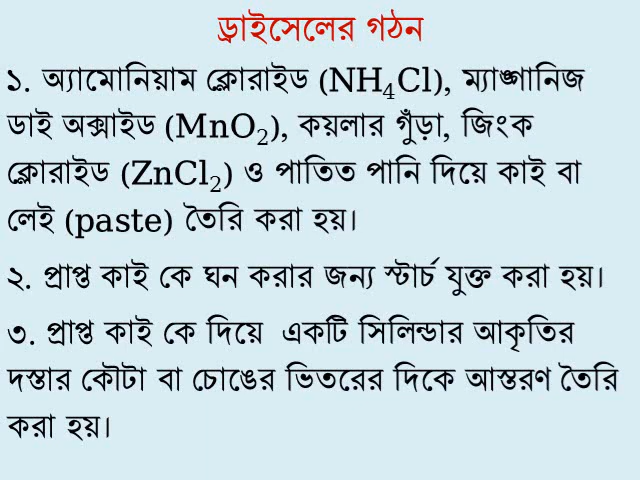 ড্রাইসেলের গঠন
১. অ্যামোনিয়াম ক্লোরাইড (NH₄Cl), ম্যাঙ্গানিজ
ডাই অক্সাইড (MnO₂), কয়লার গুঁড়া, জিংক
ক্লোরাইড (ZnCl₂) ও পাতিত পানি দিয়ে কাই বা
লেই (paste) তৈরি করা হয়।
২. প্রাপ্ত কাই কে ঘন করার জন্য স্টার্চ যুক্ত করা হয়।
৩. প্রাপ্ত কাই কে দিয়ে একটি সিলিন্ডার আকৃতির
দস্তার কৌটা বা চোঙের ভিতরের দিকে আস্তরণ তৈরি
করা হয়।